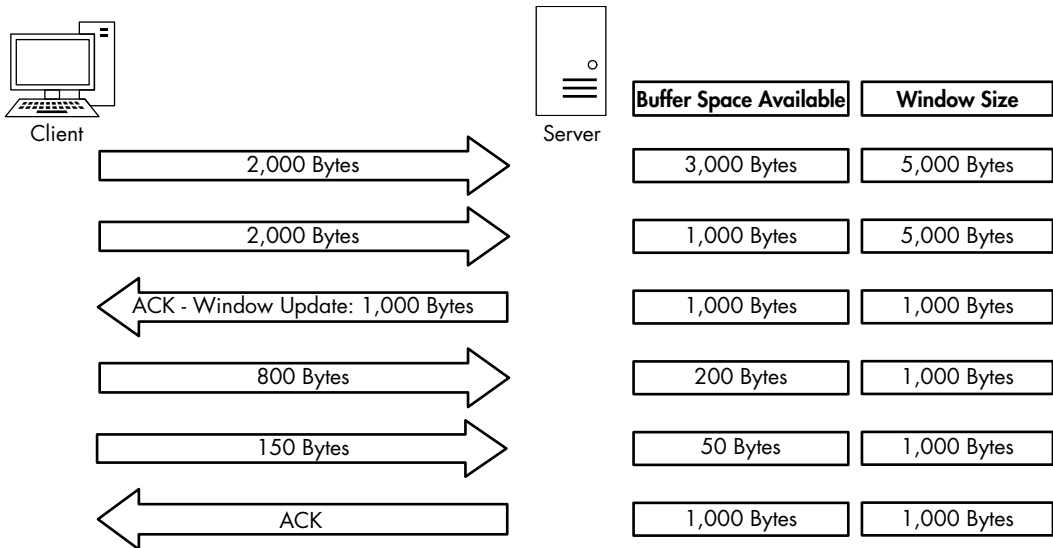 Client
Server
Buffer Space Available Window Size
2,000 Bytes 3,000 Bytes 5,000 Bytes
2,000 Bytes 1,000 Bytes 5,000 Bytes
ACK - Window Update: 1,000 Bytes 1,000 Bytes 1,000 Bytes
800 Bytes 200 Bytes 1,000 Bytes
150 Bytes 50 Bytes 1,000 Bytes
ACK 1,000 Bytes 1,000 Bytes